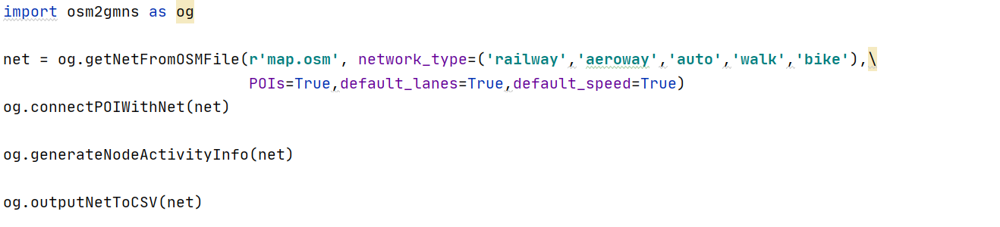 import osm2gmns as og
net = og.getNetFromOSMFile(r'map.osm', network_type=('railway','aeroway','auto','walk','bike'),\
POIs=True,default_lanes=True,default_speed=True)
og.connectPOIWithNet(net)
og.generateNodeActivityInfo(net)
og.outputNetToCSV(net)